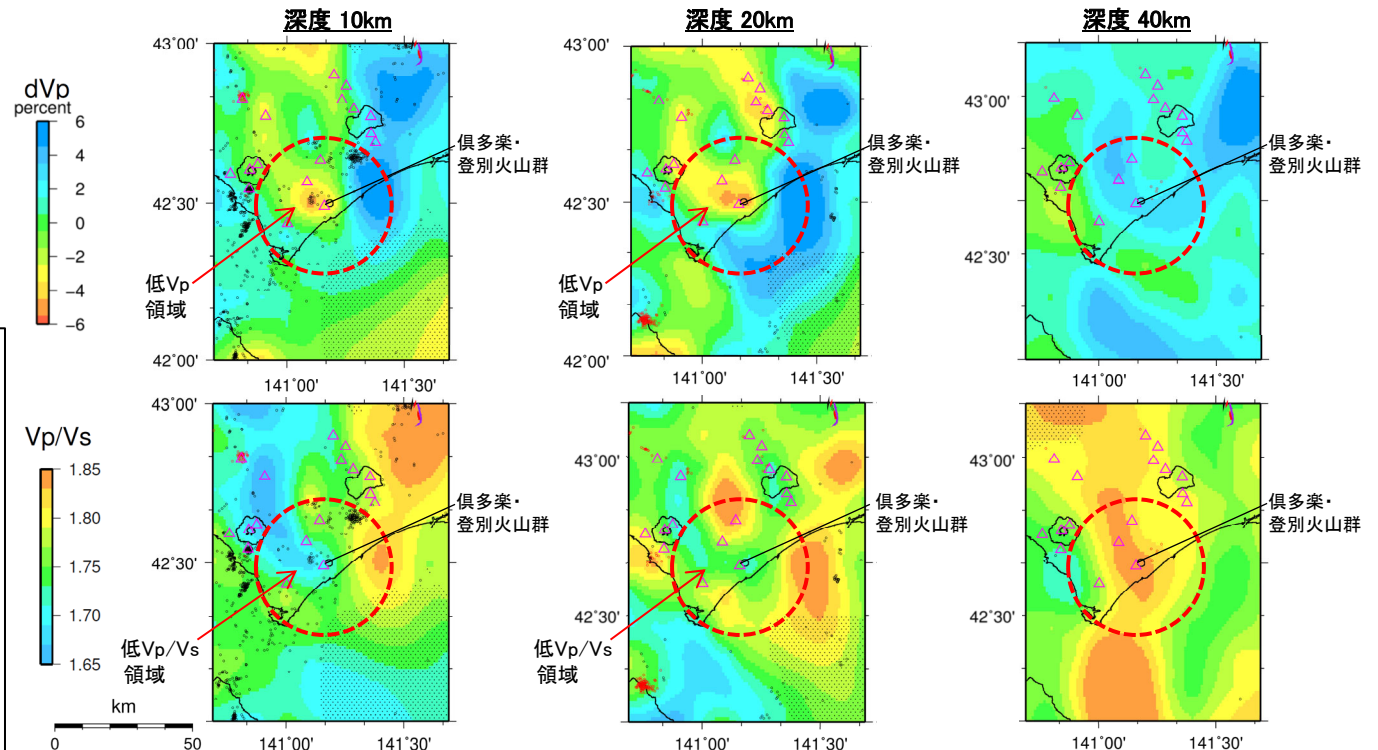 深度 10km
深度 20km
深度 40km
dVp
percent
6
4
2
0
−2
−4
−6
43˚00'
42˚30'
42˚00'
141˚00'
141˚30'
低Vp
領域
倶多楽・
登別火山群
43˚00'
42˚30'
42˚00'
141˚00'
141˚30'
低Vp
領域
倶多楽・
登別火山群
43˚00'
42˚30'
141˚00'
141˚30'
倶多楽・
登別火山群
Vp/Vs
1.85
1.80
1.75
1.70
1.65
km
0
50
43˚00'
42˚30'
141˚00'
141˚30'
低Vp/Vs
領域
倶多楽・
登別火山群
43˚00'
42˚30'
141˚00'
141˚30'
低Vp/Vs
領域
倶多楽・
登別火山群
43˚00'
42˚30'
141˚00'
141˚30'
倶多楽・
登別火山群